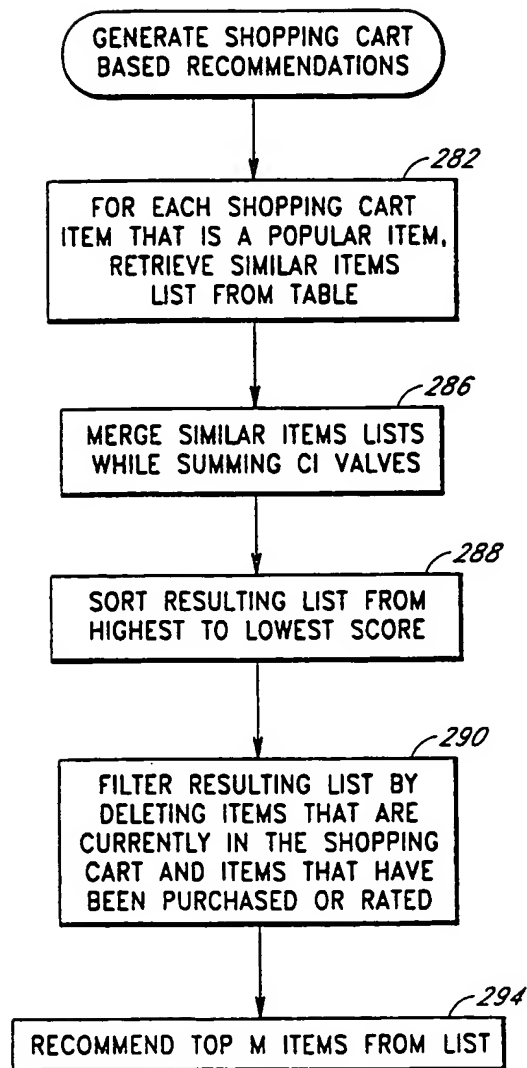 GENERATE SHOPPING CART
BASED RECOMMENDATIONS
282
FOR EACH SHOPPING CART
ITEM THAT IS A POPULAR ITEM,
RETRIEVE SIMILAR ITEMS
LIST FROM TABLE
286
MERGE SIMILAR ITEMS LISTS
WHILE SUMMING CI VALVES
288
SORT RESULTING LIST FROM
HIGHEST TO LOWEST SCORE
290
FILTER RESULTING LIST BY
DELETING ITEMS THAT ARE
CURRENTLY IN THE SHOPPING
CART AND ITEMS THAT HAVE
BEEN PURCHASED OR RATED
294
RECOMMEND TOP M ITEMS FROM LIST